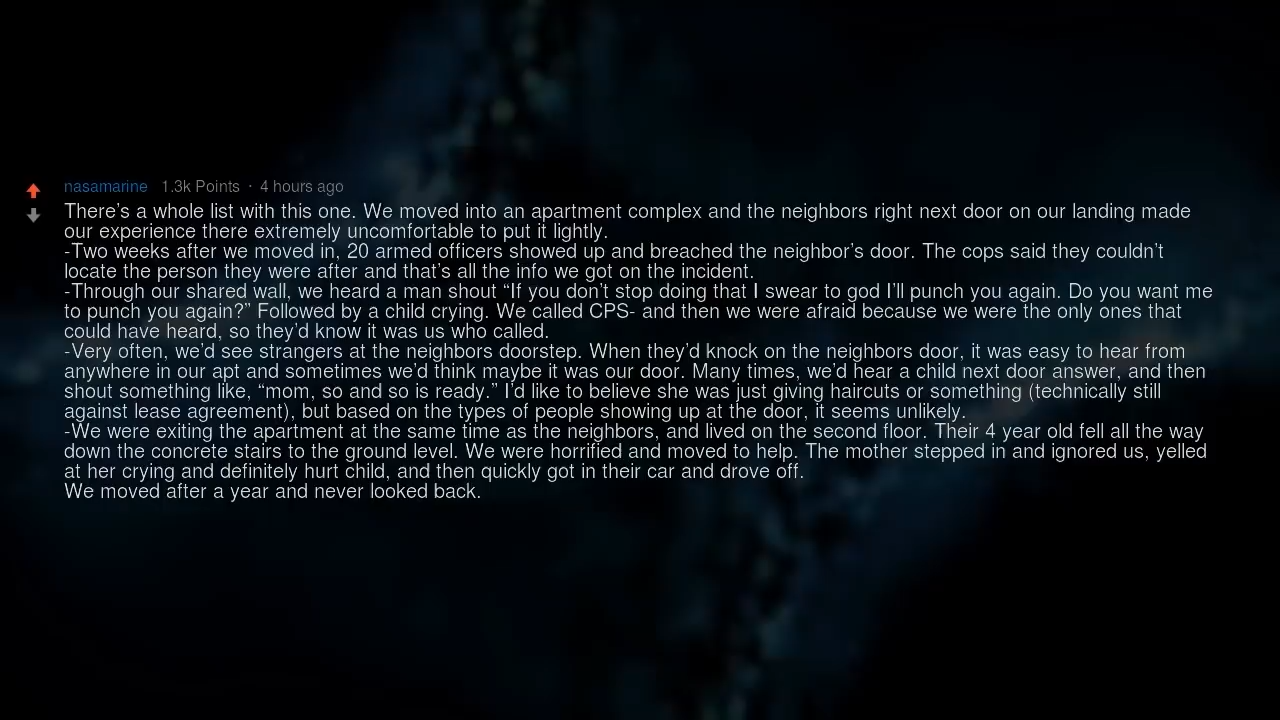 nasamarine 1.3k Points · 4 hours ago
There's a whole list with this one. We moved into an apartment complex and the neighbors right next door on our landing made
our experience there extremely uncomfortable to put it lightly.
-Two weeks after we moved in, 20 armed officers showed up and breached the neighbor's door. The cops said they couldn't
locate the person they were after and that's all the info we got on the incident.
-Through our shared wall, we heard a man shout “If you don't stop doing that I swear to god I'll punch you again. Do you want me
to punch you again?” Followed by a child crying. We called CPS- and then we were afraid because we were the only ones that
could have heard, so they'd know it was us who called.
-Very often, we'd see strangers at the neighbors doorstep. When they'd knock on the neighbors door, it was easy to hear from
anywhere in our apt and sometimes we'd think maybe it was our door. Many times, we'd hear a child next door answer, and then
shout something like, “mom, so and so is ready.” I'd like to believe she was just giving haircuts or something (technically still
against lease agreement), but based on the types of people showing up at the door, it seems unlikely.
-We were exiting the apartment at the same time as the neighbors, and lived on the second floor. Their 4 year old fell all the way
down the concrete stairs to the ground level. We were horrified and moved to help. The mother stepped in and ignored us, yelled
at her crying and definitely hurt child, and then quickly got in their car and drove off.
We moved after a year and never looked back.